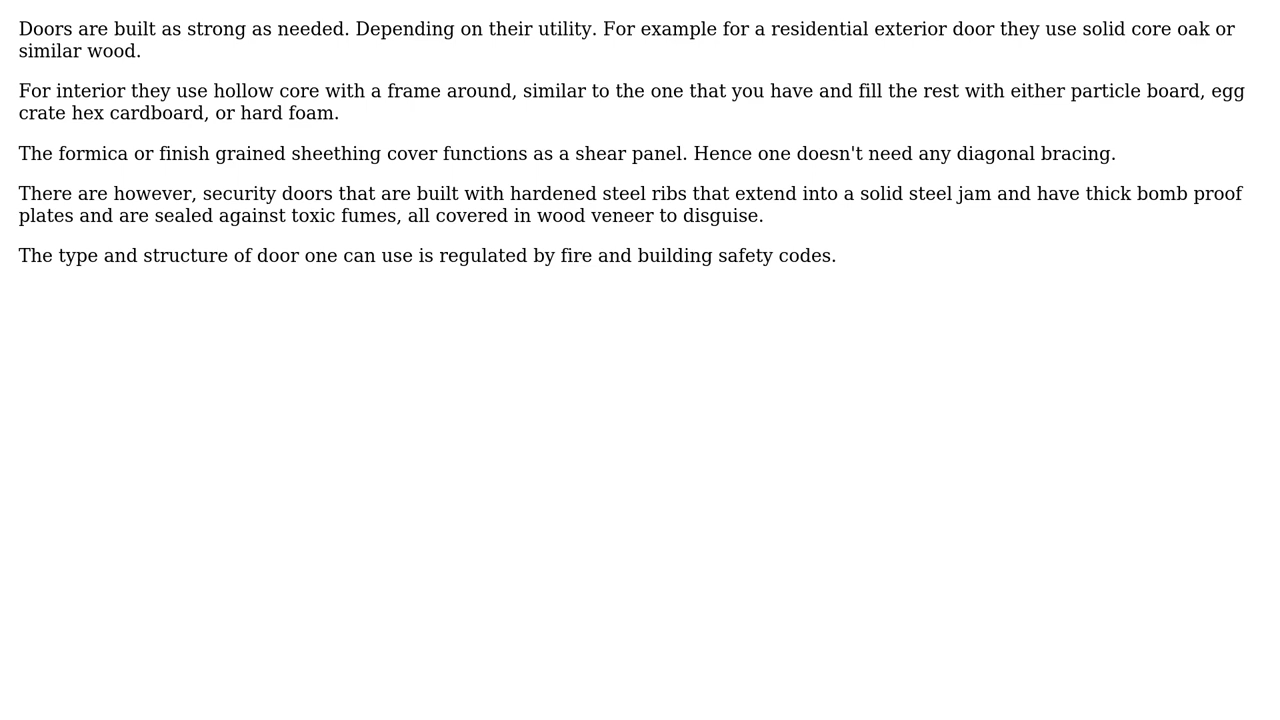 Doors are built as strong as needed. Depending on their utility. For example for a residential exterior door they use solid core oak or
similar wood.
For interior they use hollow core with a frame around, similar to the one that you have and fill the rest with either particle board, egg
crate hex cardboard, or hard foam.
The formica or finish grained sheething cover functions as a shear panel. Hence one doesn't need any diagonal bracing.
There are however, security doors that are built with hardened steel ribs that extend into a solid steel jam and have thick bomb proof
plates and are sealed against toxic fumes, all covered in wood veneer to disguise.
The type and structure of door one can use is regulated by fire and building safety codes.